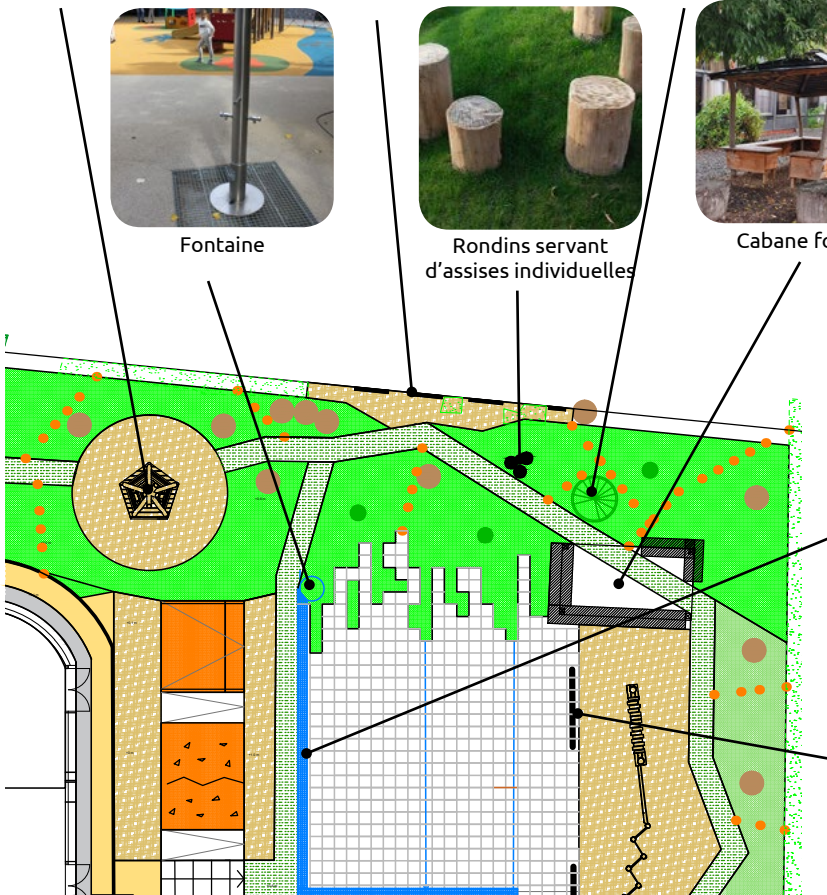 Fontaine
Rondins servant
d’assises individuelles
Cabane fo